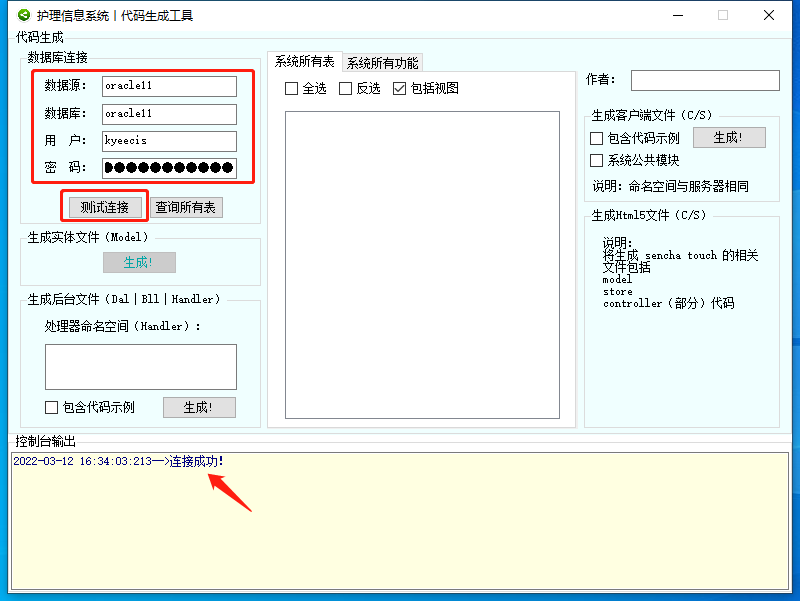 护理信息系统 | 代码生成工具
代码生成
数据库连接
数据源: oracle11
数据库: oracle11
用 户: kyeecis
密 码: ●●●●●●●●●●●
测试连接 查询所有表
生成实体文件（Model）
生成!
生成后台文件（Dal｜Bll｜Handler）
处理器命名空间（Handler）:
包含代码示例 生成!
系统所有表 系统所有功能
全选 反选 包括视图
作者:
生成客户端文件（C/S）
包含代码示例 生成!
系统公共模块
说明: 命名空间与服务器相同
生成Html5文件（C/S）
说明:
将生成 sencha touch 的相关
文件包括
model
store
controller（部分）代码
控制台输出
2022-03-12 16:34:03:213-->连接成功!